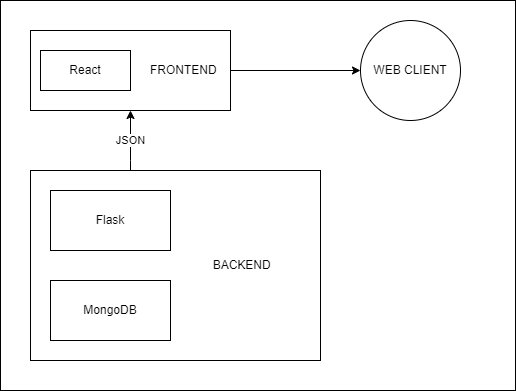 React
FRONTEND
WEB CLIENT
JSON
Flask
BACKEND
MongoDB